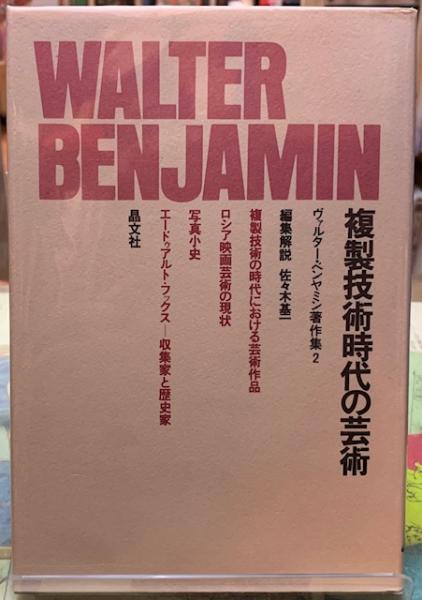 WALTER
BENJAMIN
複製技術時代の芸術
ヴァルター・ベンヤミン著作集2
編集解説 佐々木基一
複製技術の時代における芸術作品
ロシア映画芸術の現状
写真小史
エードゥアルト・フックス─収集家と歴史家
晶文社